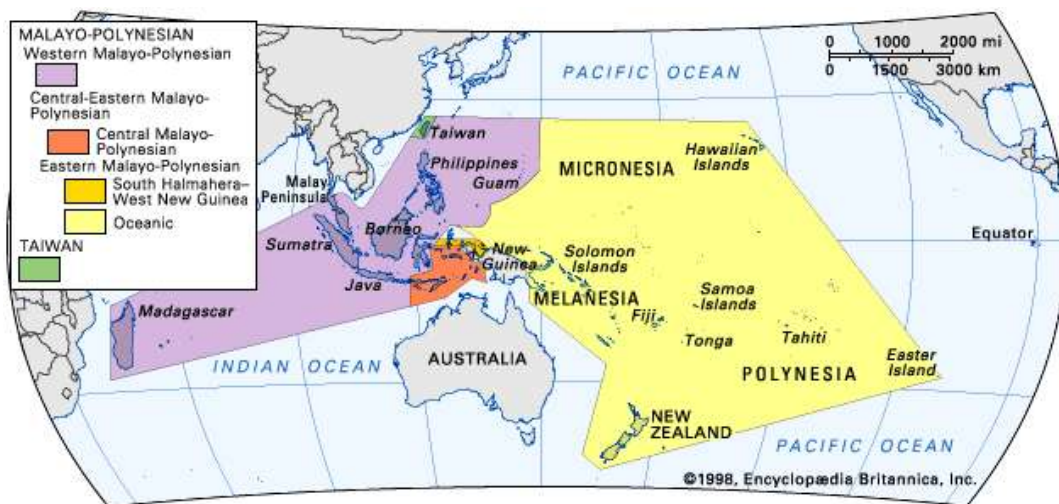 MALAYO-POLYNESIAN
Western Malayo-Polynesian
Central-Eastern Malayo-
Polynesian
Central Malayo-
Polynesian
Eastern Malayo-Polynesian
South Halmahera–
West New Guinea
Oceanic
TAIWAN
0 1000 2000 mi
0 1500 3000 km
PACIFIC OCEAN
Taiwan
Philippines
Guam
MICRONESIA
Hawaiian
Islands
Malay
Peninsula
Borneo
Sumatra
Java
New
Guinea
Solomon
Islands
Equator
MELANESIA
Samoa
Islands
Fiji
Tonga
Tahiti
Easter
Island
POLYNESIA
Madagascar
INDIAN OCEAN
AUSTRALIA
NEW
ZEALAND
PACIFIC OCEAN
©1998, Encyclopædia Britannica, Inc.